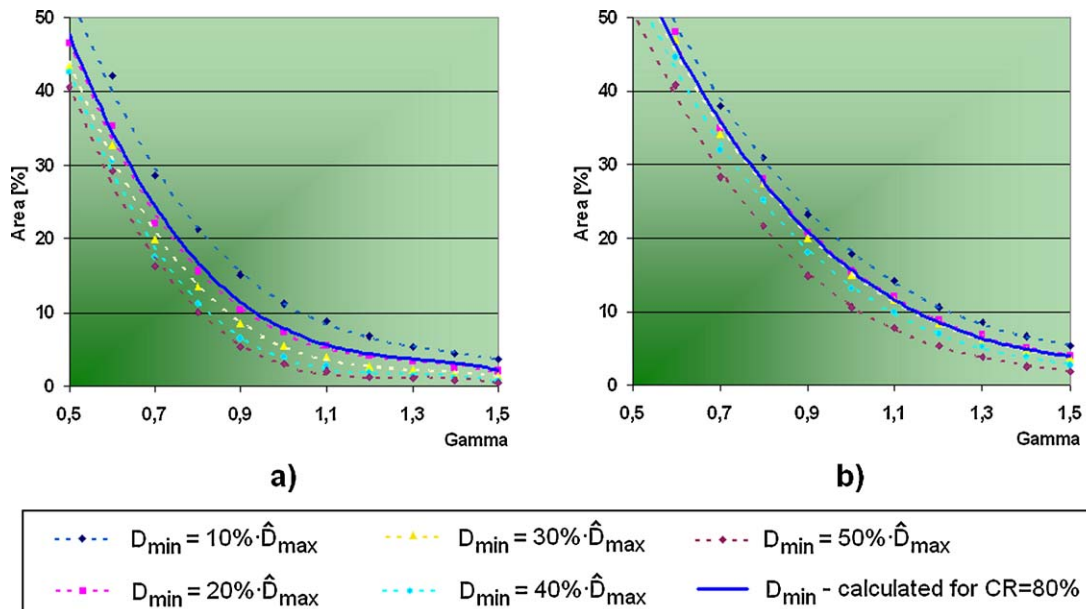 50
40
30
20
10
0
Area [%]
0,5 0,7 0,9 1,1 1,3 1,5
Gamma
a)
50
40
30
20
10
0
Area [%]
0,5 0,7 0,9 1,1 1,3 1,5
Gamma
b)
Dmin = 10%·D̂max
Dmin = 30%·D̂max
Dmin = 50%·D̂max
Dmin = 20%·D̂max
Dmin = 40%·D̂max
Dmin - calculated for CR=80%